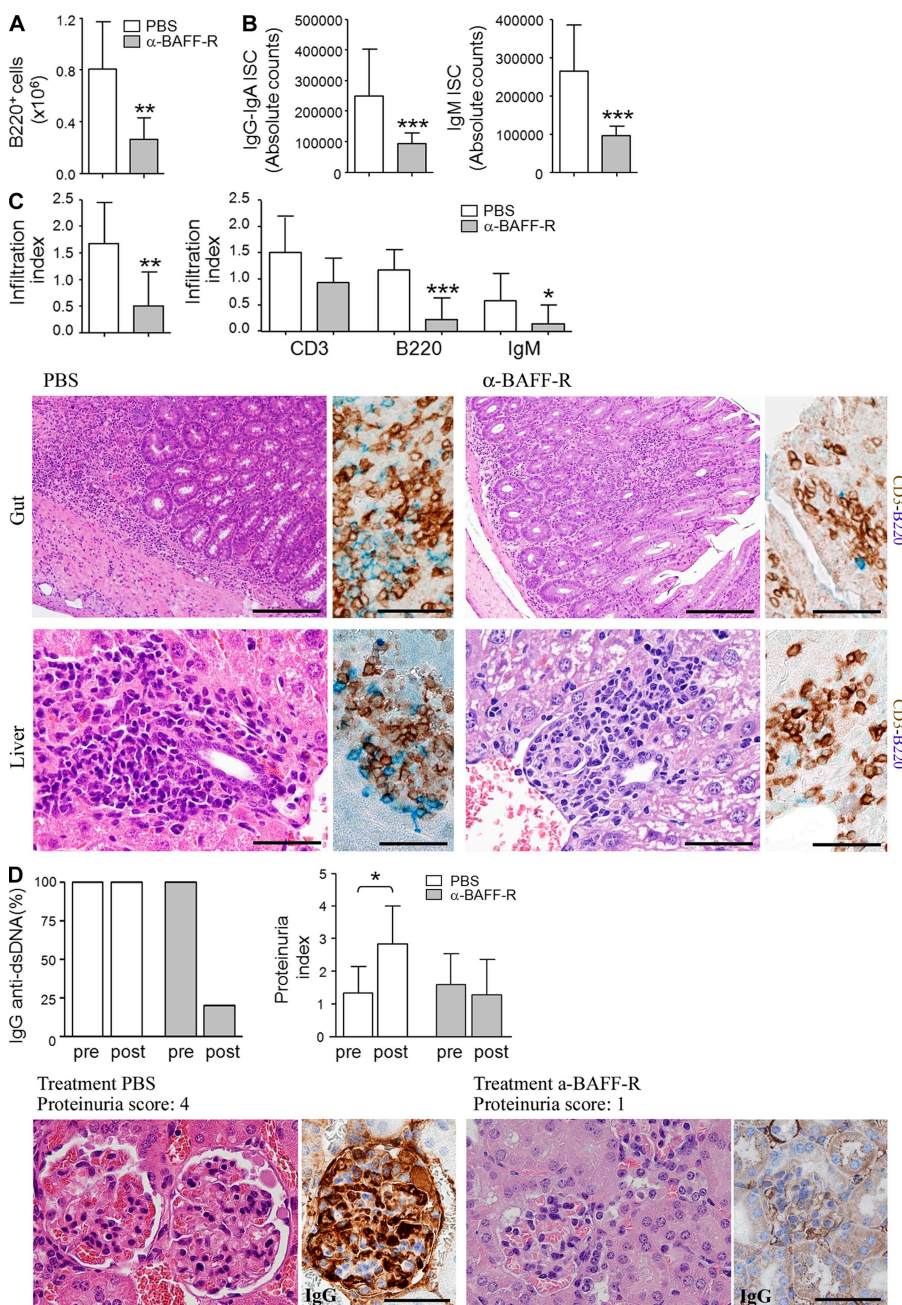 A
B220⁺ cells
(x10⁶)
1.2
0.8
0.4
0.0
PBS
α-BAFF-R
**
B
IgG-IgA ISC
(Absolute counts)
500000
400000
300000
200000
100000
0
***
IgM ISC
(Absolute counts)
400000
300000
200000
100000
0
***
C
Infiltration
index
2.5
2.0
1.5
1.0
0.5
0.0
**
Infiltration
index
2.5
2.0
1.5
1.0
0.5
0.0
PBS
α-BAFF-R
***
*
CD3 B220 IgM
PBS
α-BAFF-R
Gut
CD3-B220
Liver
CD3-B220
D
IgG anti-dsDNA(%)
100
75
50
25
0
pre post pre post
Proteinuria
index
5
4
3
2
1
0
*
PBS
α-BAFF-R
pre post pre post
Treatment PBS
Proteinuria score: 4
Treatment a-BAFF-R
Proteinuria score: 1
IgG
IgG